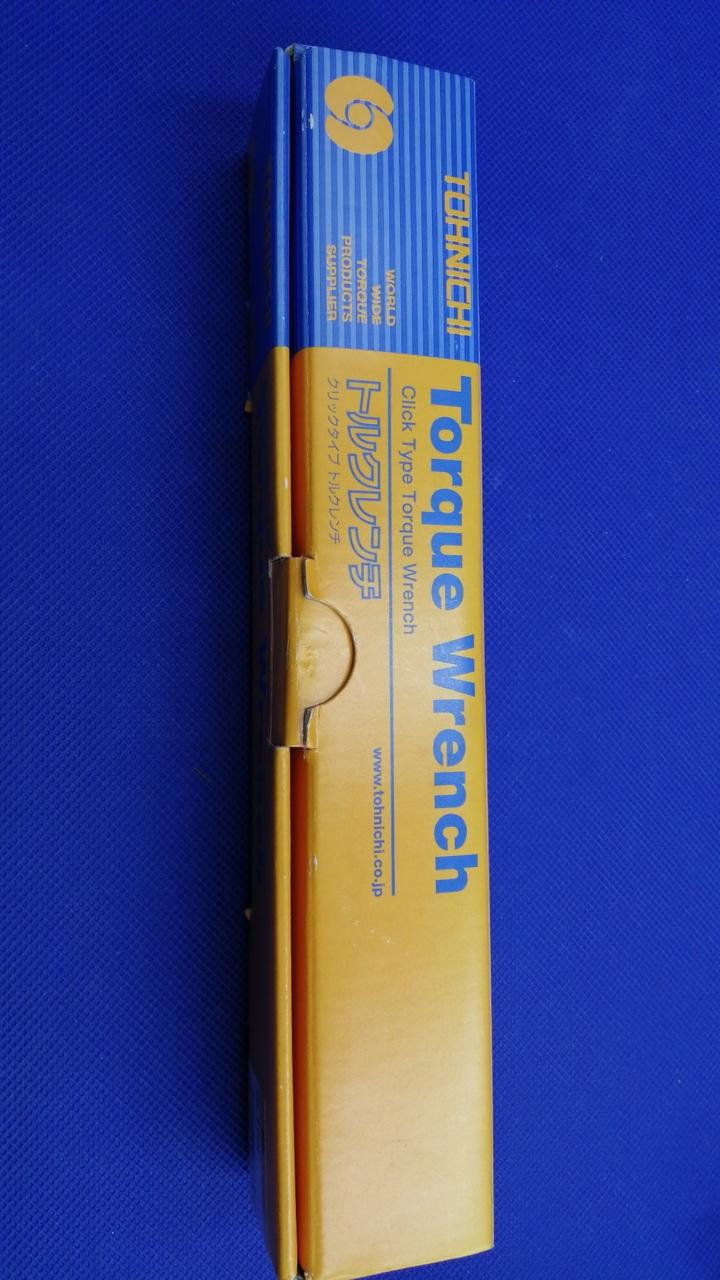 TOHNICHI
WORLD
WIDE
TORQUE
PRODUCTS
SUPPLIER
Torque Wrench
Click Type Torque Wrench
トルクレンチ
クリックタイプ トルクレンチ
www.tohnichi.co.jp